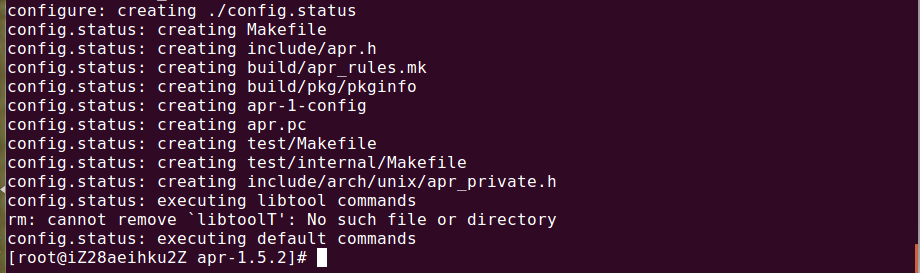 configure: creating ./config.status
config.status: creating Makefile
config.status: creating include/apr.h
config.status: creating build/apr_rules.mk
config.status: creating build/pkg/pkginfo
config.status: creating apr-1-config
config.status: creating apr.pc
config.status: creating test/Makefile
config.status: creating test/internal/Makefile
config.status: creating include/arch/unix/apr_private.h
config.status: executing libtool commands
rm: cannot remove `libtoolT': No such file or directory
config.status: executing default commands
[root@iZ28aeihku2Z apr-1.5.2]#